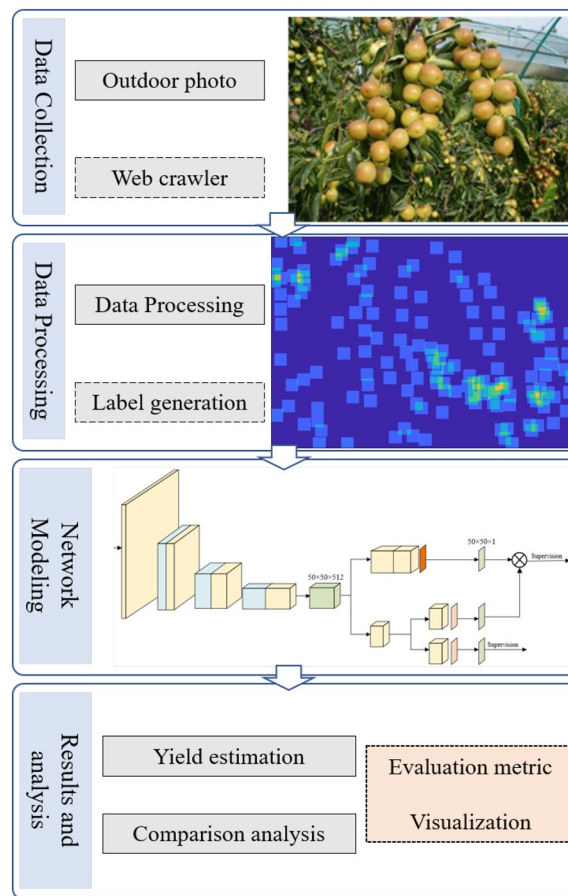 Data Collection
Outdoor photo
Web crawler
Data Processing
Data Processing
Label generation
Network
Modeling
50×50×512
50×50×1
Supervision
Supervision
Results and
analysis
Yield estimation
Comparison analysis
Evaluation metric
Visualization